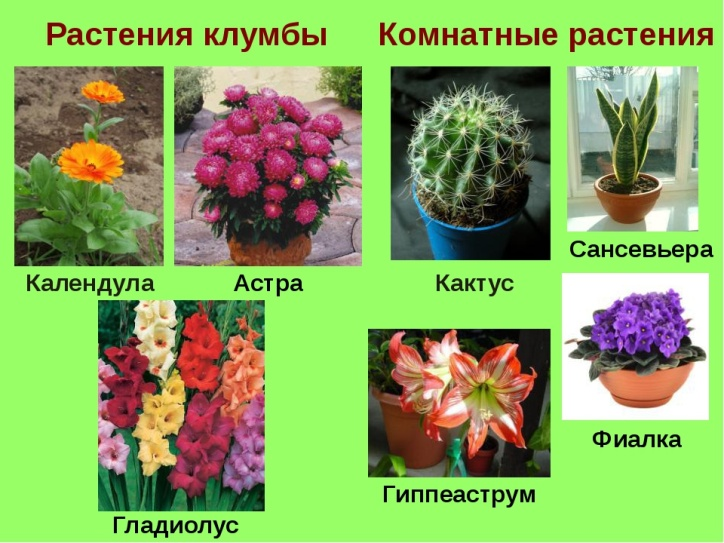 Растения клумбы
Комнатные растения
Календула
Астра
Кактус
Сансевьера
Гладиолус
Гиппеаструм
Фиалка